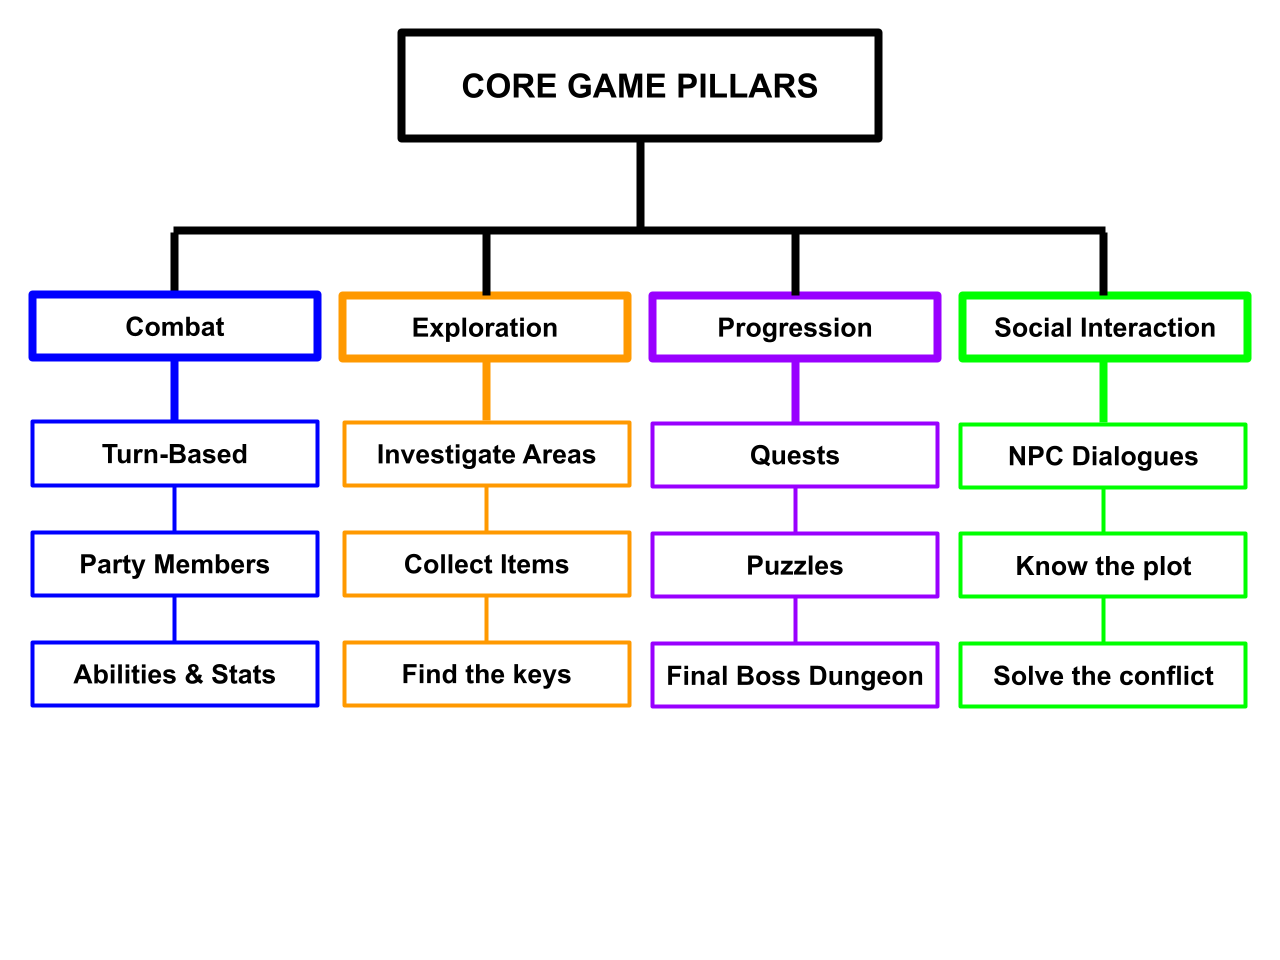 CORE GAME PILLARS
Combat
Exploration
Progression
Social Interaction
Turn-Based
Investigate Areas
Quests
NPC Dialogues
Party Members
Collect Items
Puzzles
Know the plot
Abilities & Stats
Find the keys
Final Boss Dungeon
Solve the conflict